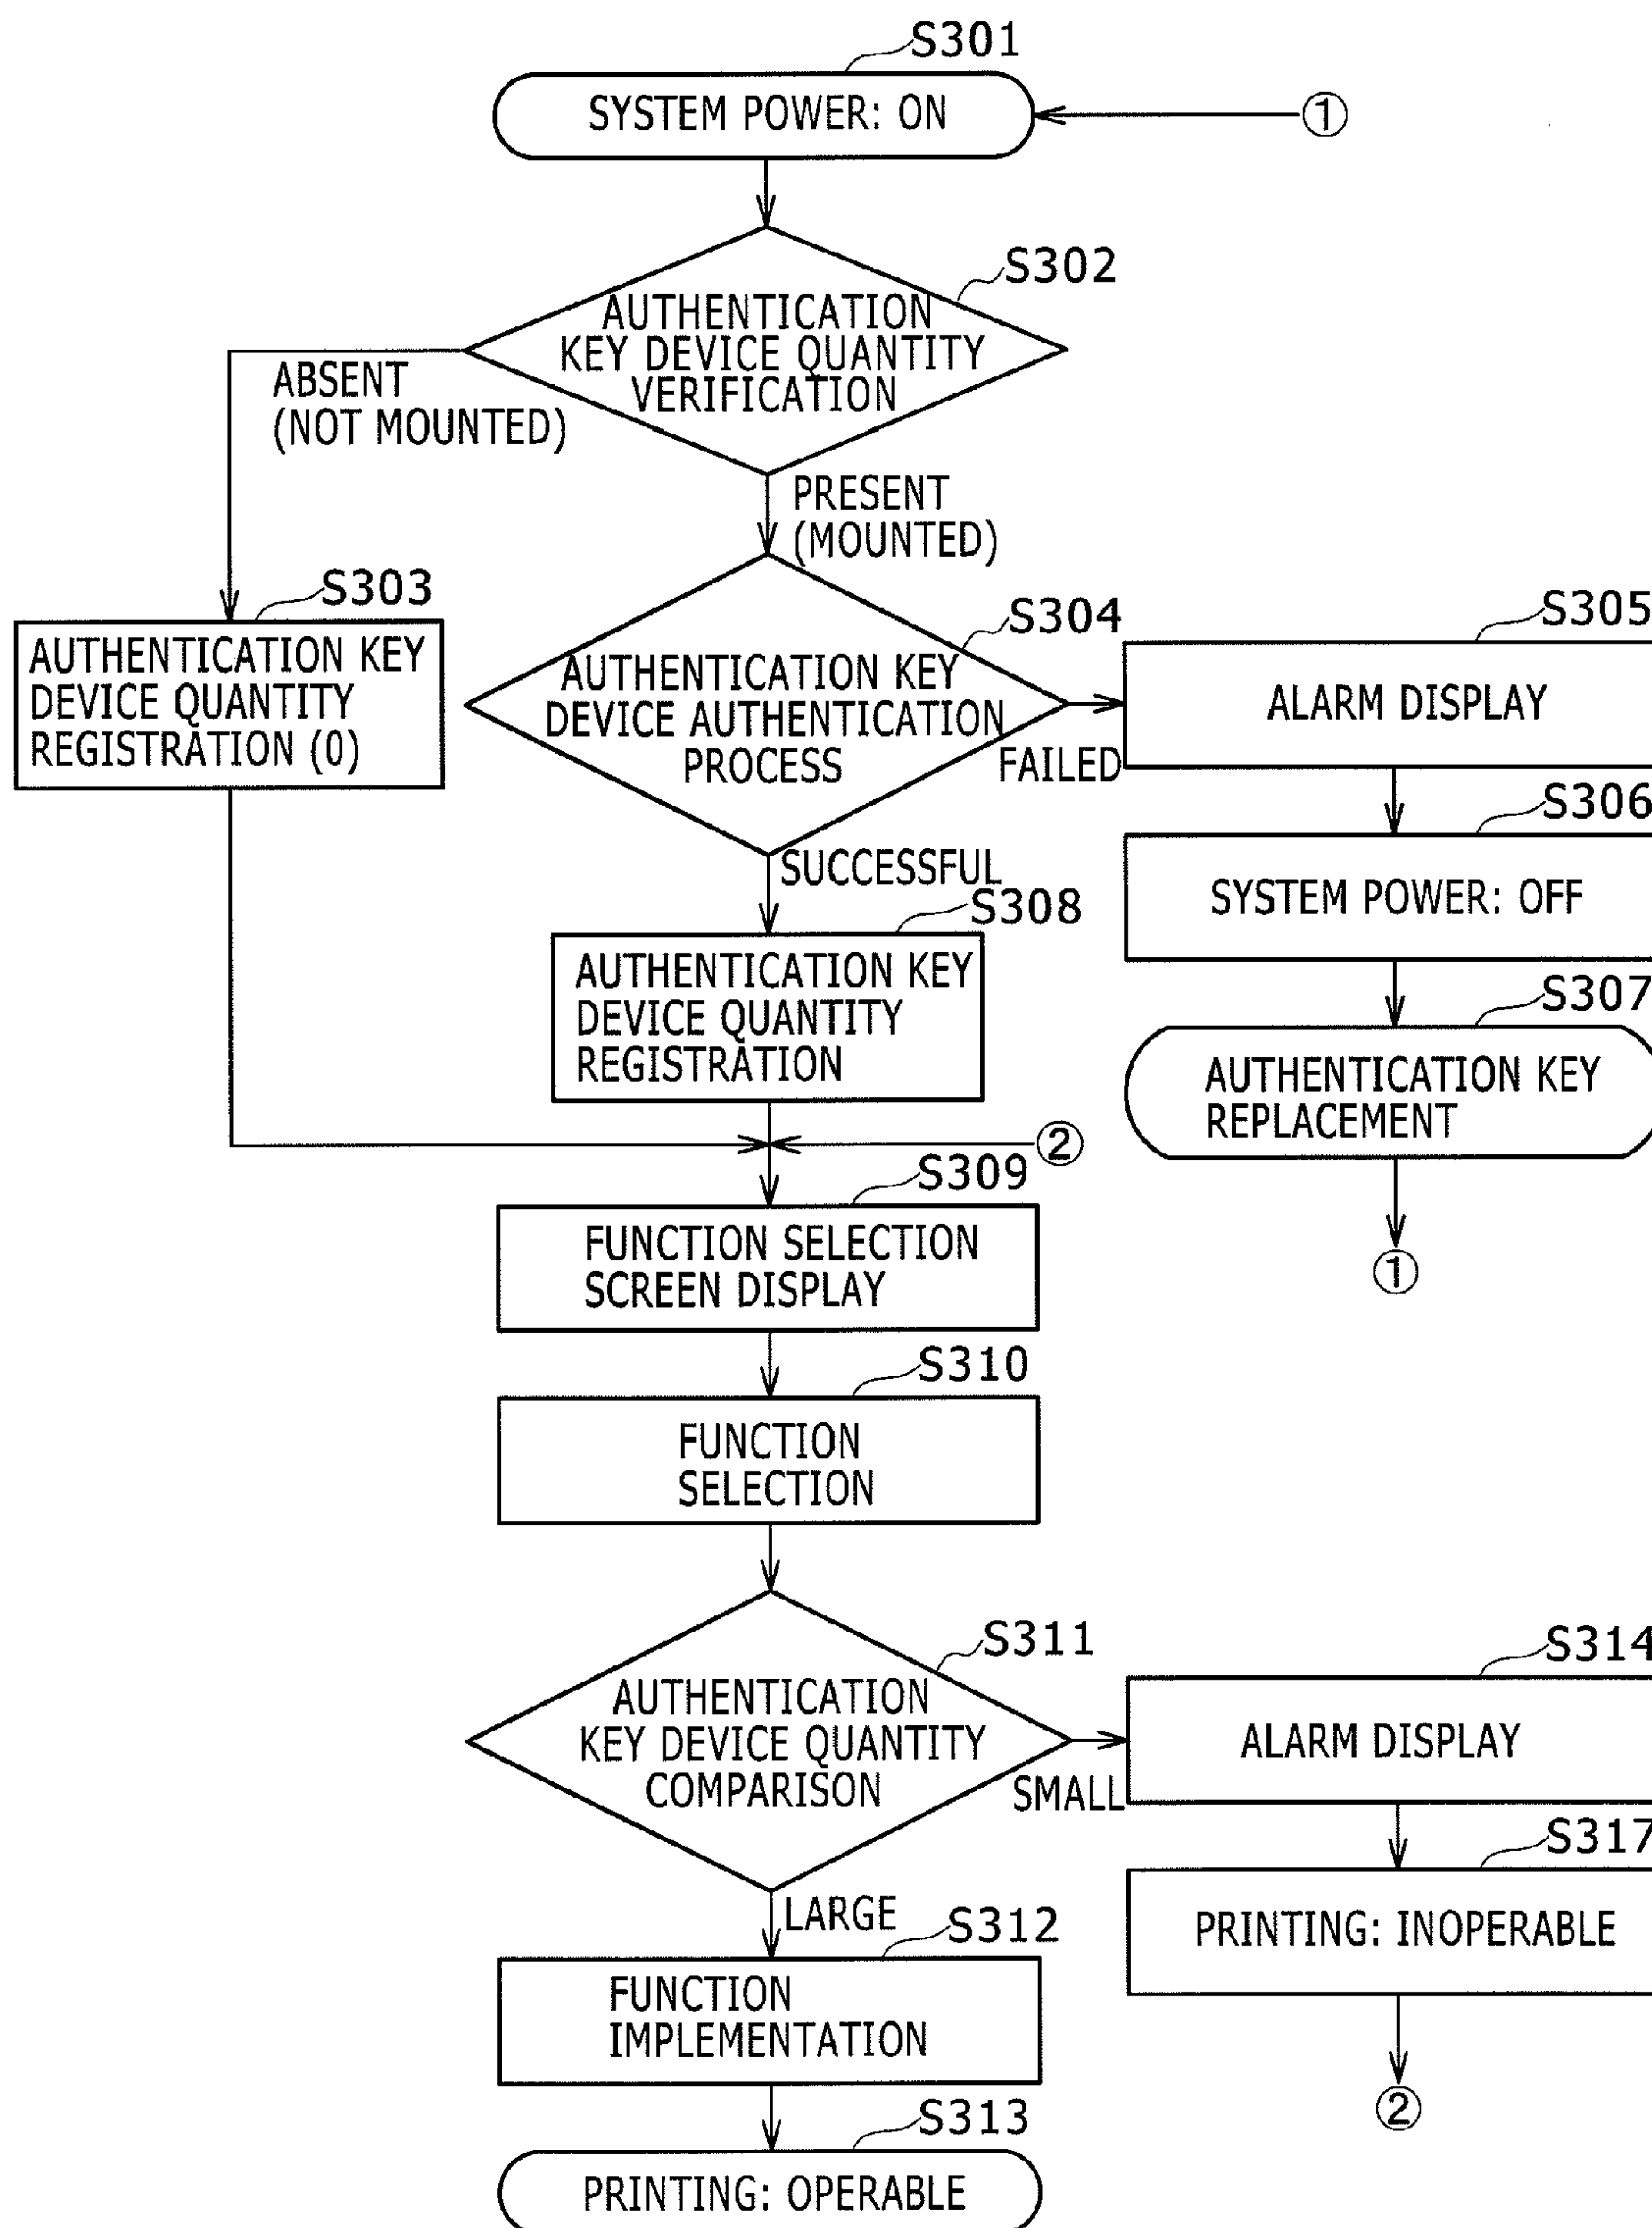 S301
SYSTEM POWER: ON
①
S302
AUTHENTICATION
KEY DEVICE QUANTITY
VERIFICATION
ABSENT
(NOT MOUNTED)
PRESENT
(MOUNTED)
S303
AUTHENTICATION KEY
DEVICE QUANTITY
REGISTRATION (0)
S304
AUTHENTICATION KEY
DEVICE AUTHENTICATION
PROCESS
FAILED
S305
ALARM DISPLAY
S306
SYSTEM POWER: OFF
S307
AUTHENTICATION KEY
REPLACEMENT
①
SUCCESSFUL
S308
AUTHENTICATION KEY
DEVICE QUANTITY
REGISTRATION
②
S309
FUNCTION SELECTION
SCREEN DISPLAY
S310
FUNCTION
SELECTION
S311
AUTHENTICATION
KEY DEVICE QUANTITY
COMPARISON
SMALL
S314
ALARM DISPLAY
S317
PRINTING: INOPERABLE
②
LARGE
S312
FUNCTION
IMPLEMENTATION
S313
PRINTING: OPERABLE